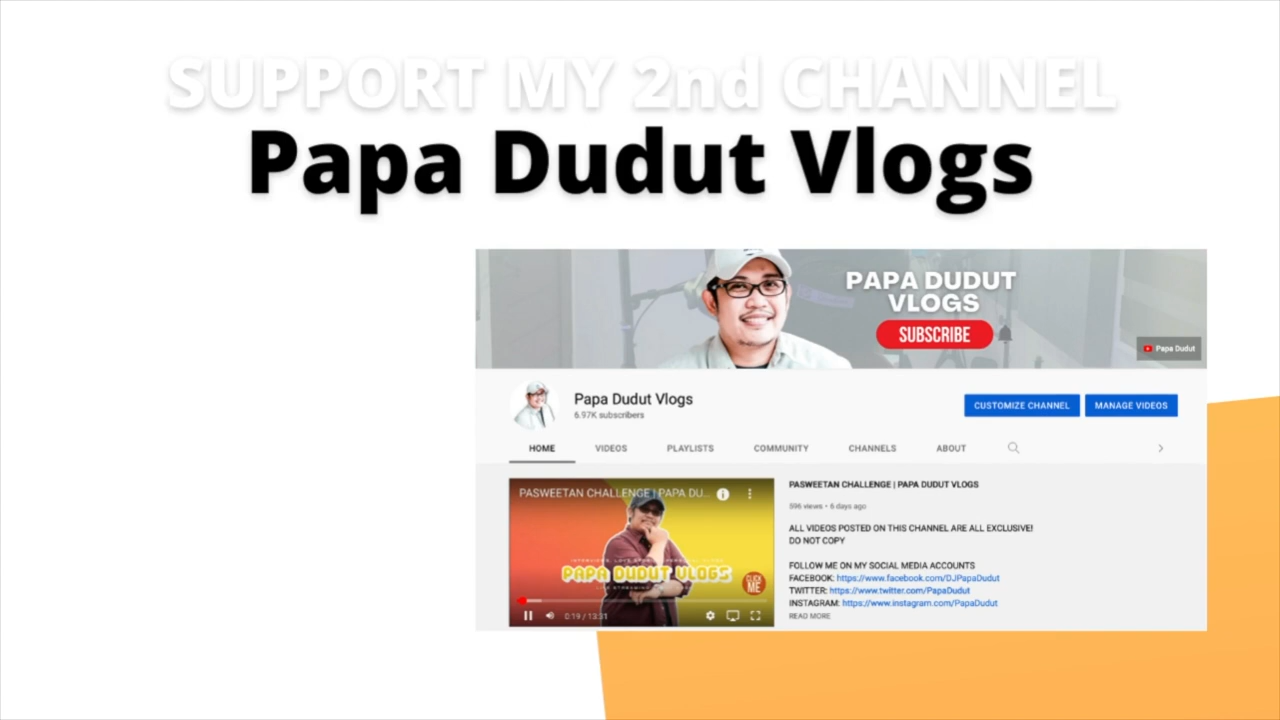 SUPPORT MY 2nd CHANNEL
Papa Dudut Vlogs
PAPA DUDUT
VLOGS
SUBSCRIBE
Papa Dudut
Papa Dudut Vlogs
6.97K subscribers
CUSTOMIZE CHANNEL
MANAGE VIDEOS
HOME VIDEOS PLAYLISTS COMMUNITY CHANNELS ABOUT
PASWEETAN CHALLENGE | PAPA DU...
PAPA DUDUT VLOGS
CLICK
ME
0:19 / 13:31
PASWEETAN CHALLENGE | PAPA DUDUT VLOGS
596 views • 6 days ago
ALL VIDEOS POSTED ON THIS CHANNEL ARE ALL EXCLUSIVE!
DO NOT COPY
FOLLOW ME ON MY SOCIAL MEDIA ACCOUNTS
FACEBOOK: https://www.facebook.com/DJPapaDudut
TWITTER: https://www.twitter.com/PapaDudut
INSTAGRAM: https://www.instagram.com/PapaDudut
READ MORE